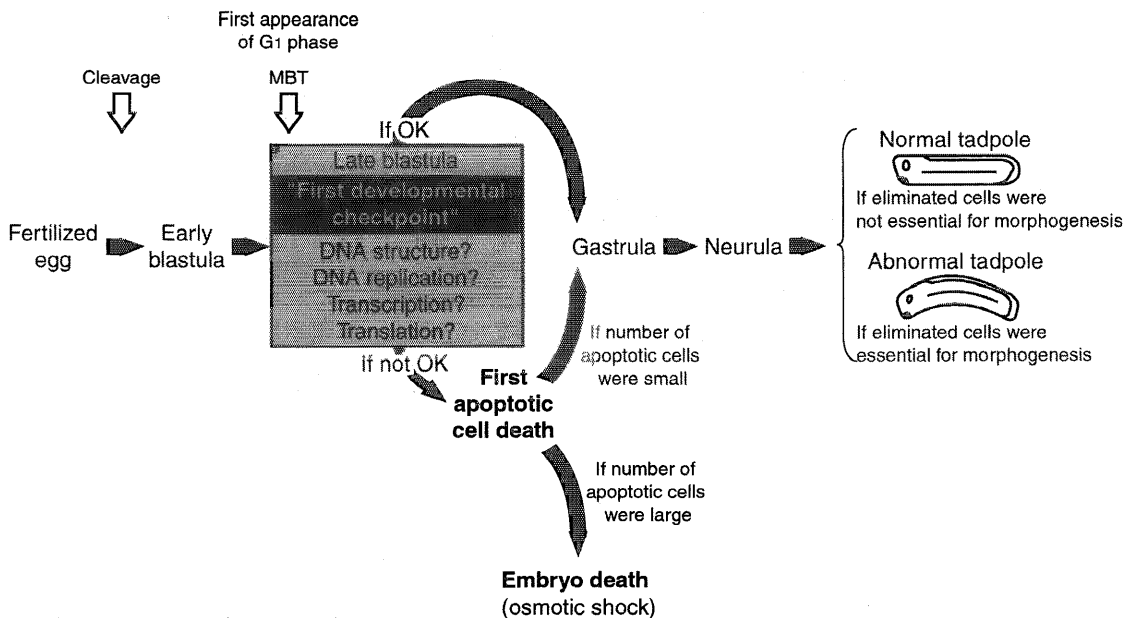 First appearance
of G1 phase
Cleavage
MBT
If OK
Late blastula
"First developmental
checkpoint"
DNA structure?
DNA replication?
Transcription?
Translation?
If not OK
Fertilized
egg
Early
blastula
First
apoptotic
cell death
Gastrula
Neurula
If number of
apoptotic cells
were small
If number of
apoptotic cells
were large
Embryo death
(osmotic shock)
Normal tadpole
If eliminated cells were
not essential for morphogenesis
Abnormal tadpole
If eliminated cells were
essential for morphogenesis